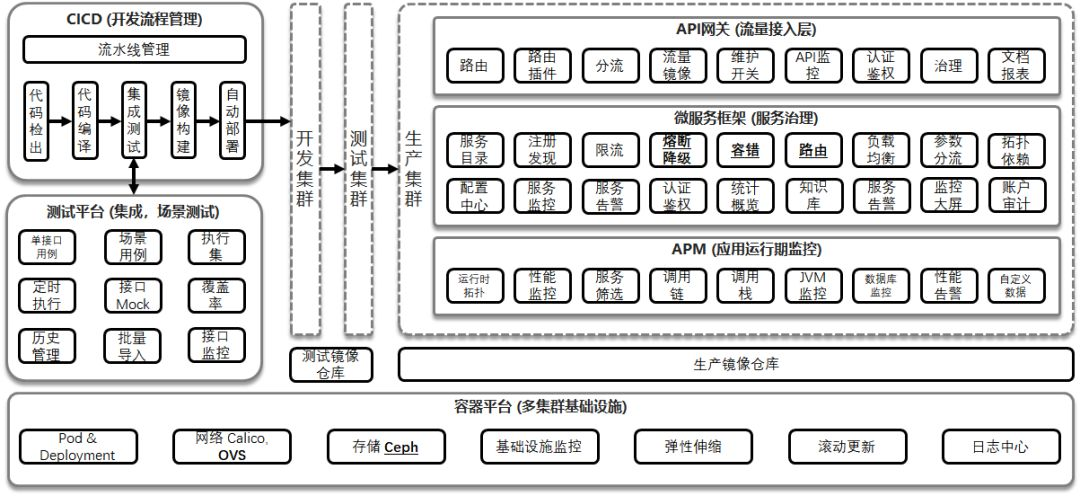 CICD (开发流程管理)
流水线管理
代码检出
代码编译
集成测试
镜像构建
自动部署
测试平台 (集成，场景测试)
单接口
用例
场景
用例
执行
集
定时
执行
接口
Mock
覆盖
率
历史
管理
批量
导入
接口
监控
开发集群
测试集群
生产集群
API网关 (流量接入层)
路由
路由
插件
分流
流量
镜像
维护
开关
API监
控
认证
鉴权
治理
文档
报表
微服务框架 (服务治理)
服务
目录
注册
发现
限流
熔断
降级
容错
路由
负载
均衡
参数
分流
拓扑
依赖
配置
中心
服务
监控
服务
告警
认证
鉴权
统计
概览
知识
库
服务
告警
监控
大屏
账户
审计
APM (应用运行期监控)
运行时
拓扑
性能
监控
服务
筛选
调用
链
调用
栈
JVM
监控
数据库
监控
性能
告警
自定义
数据
测试镜像
仓库
生产镜像仓库
容器平台 (多集群基础设施)
Pod &
Deployment
网络 Calico,
OVS
存储 Ceph
基础设施监控
弹性伸缩
滚动更新
日志中心